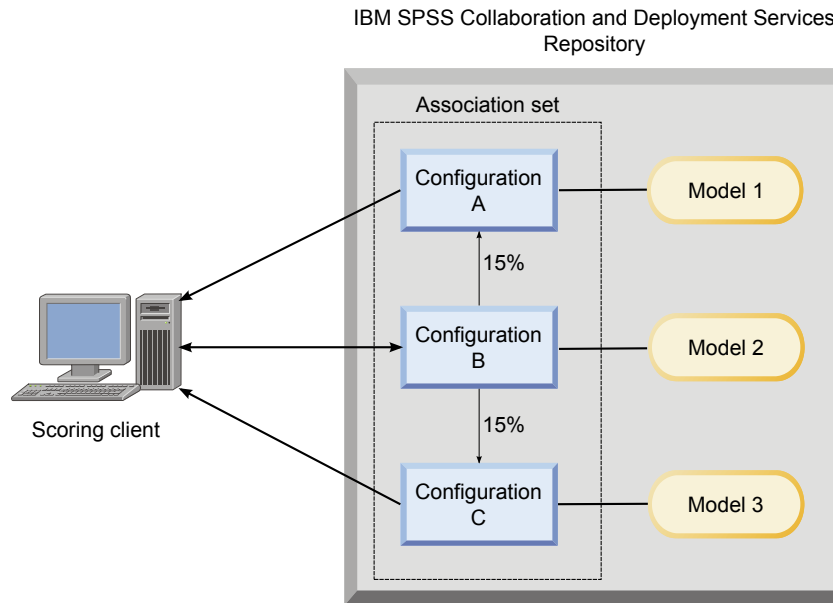 IBM SPSS Collaboration and Deployment Services
Repository
Association set
Configuration
A
Model 1
15%
Configuration
B
Model 2
Scoring client
15%
Configuration
C
Model 3